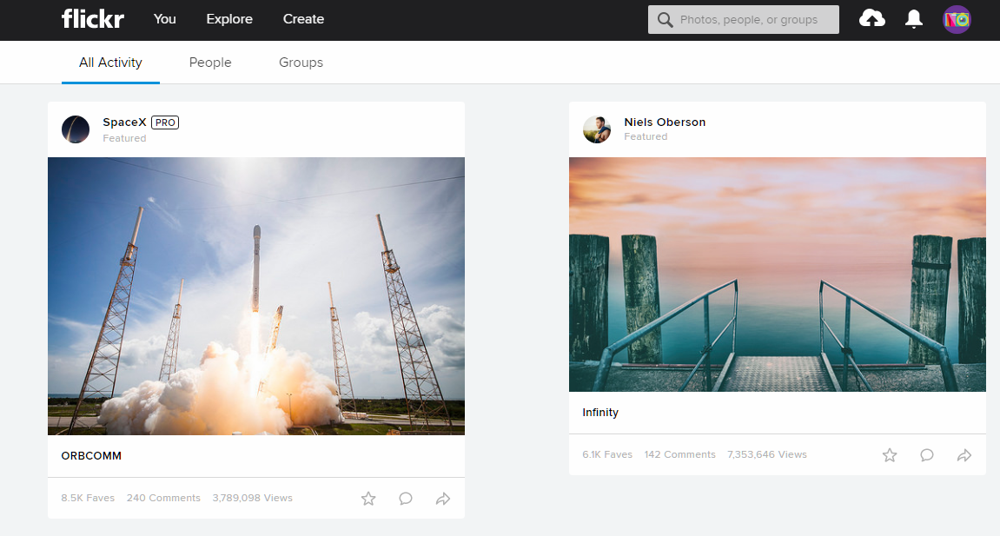 flickr You Explore Create Photos, people, or groups
All Activity People Groups
SpaceX PRO
Featured
ORBCOMM
8.5K Faves 240 Comments 3,789,098 Views
Niels Oberson
Featured
Infinity
6.1K Faves 142 Comments 7,353,646 Views